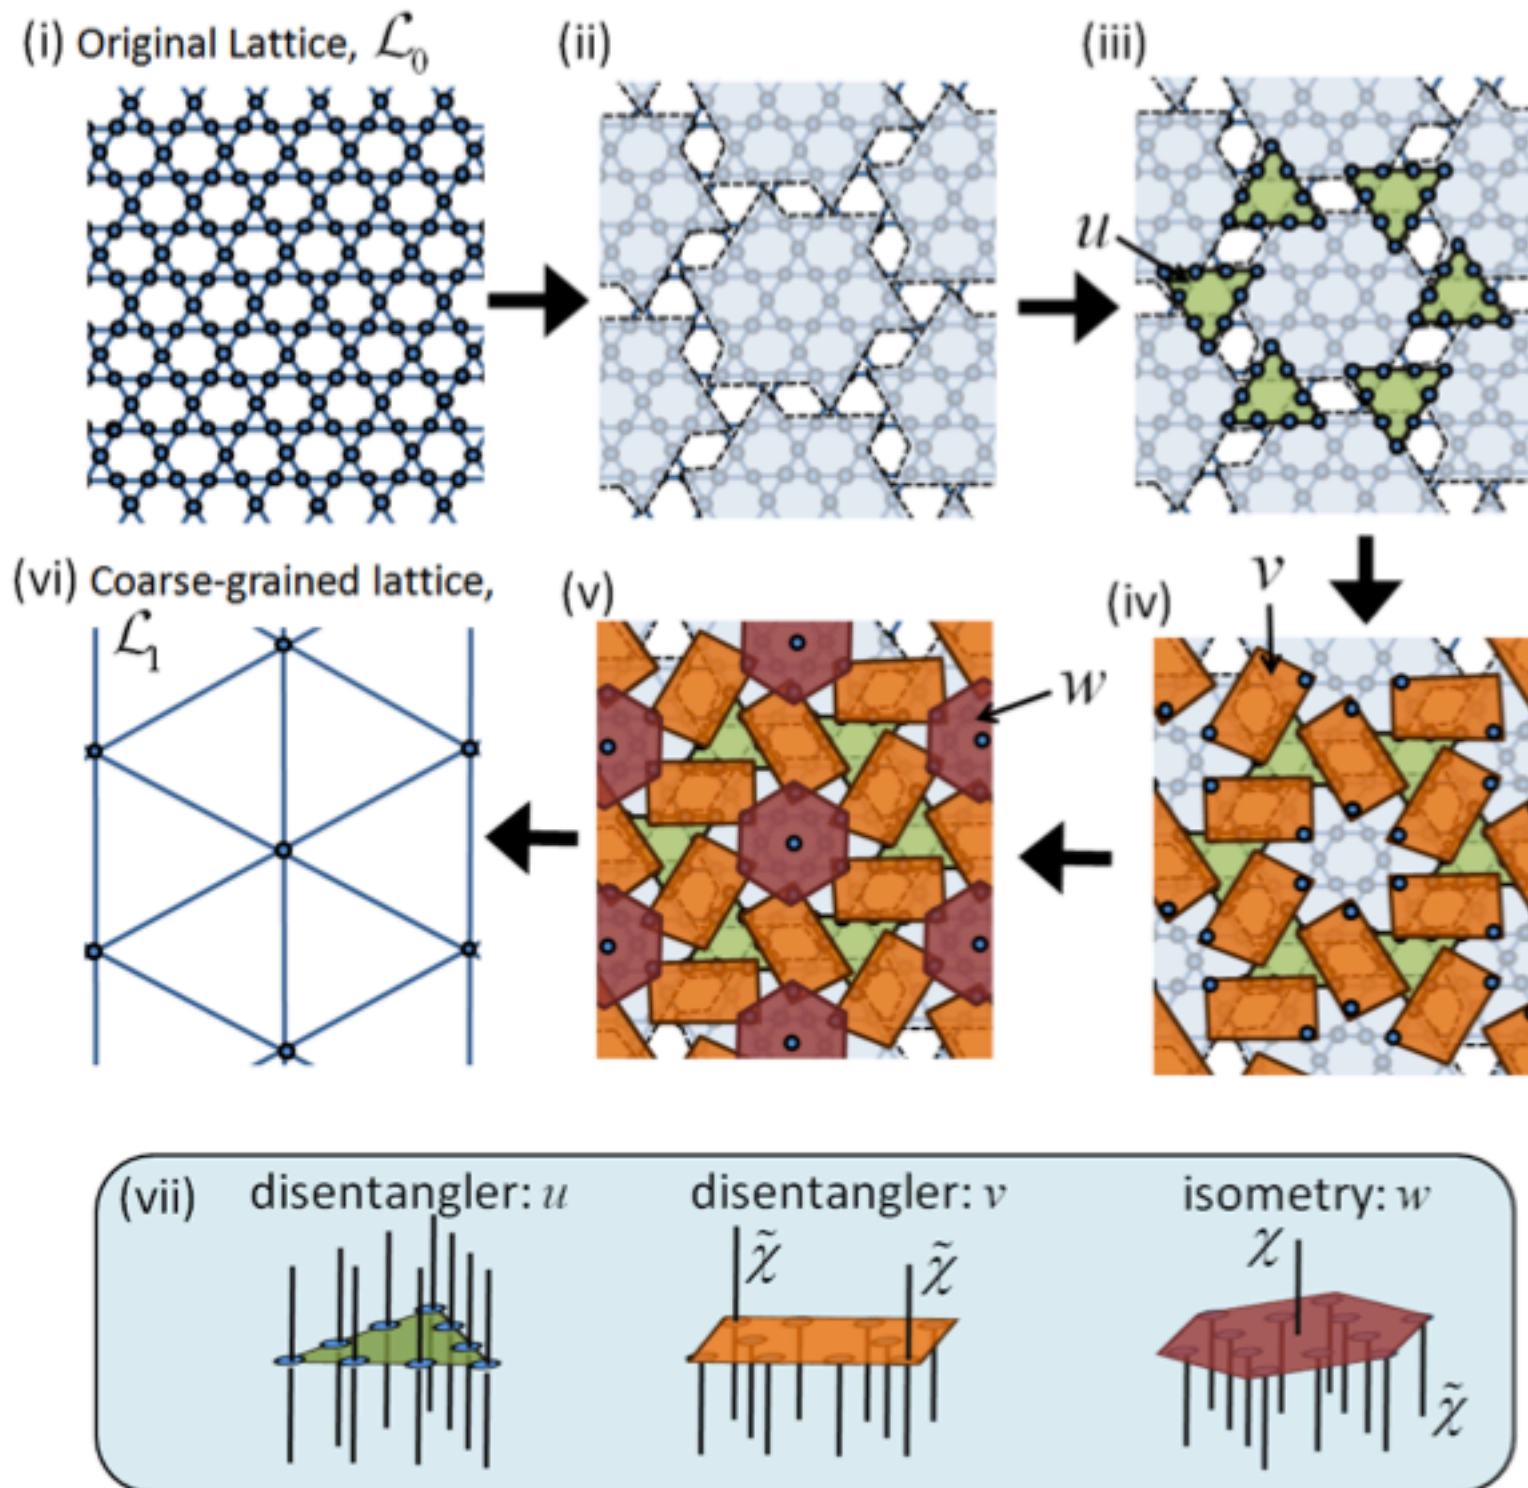 (i) Original Lattice, ℒ₀
(ii)
(iii)
u
(vi) Coarse-grained lattice,
ℒ₁
(v)
w
(iv)
v
(vii)
disentangler: u
disentangler: v
isometry: w
χ̃
χ̃
χ
χ̃